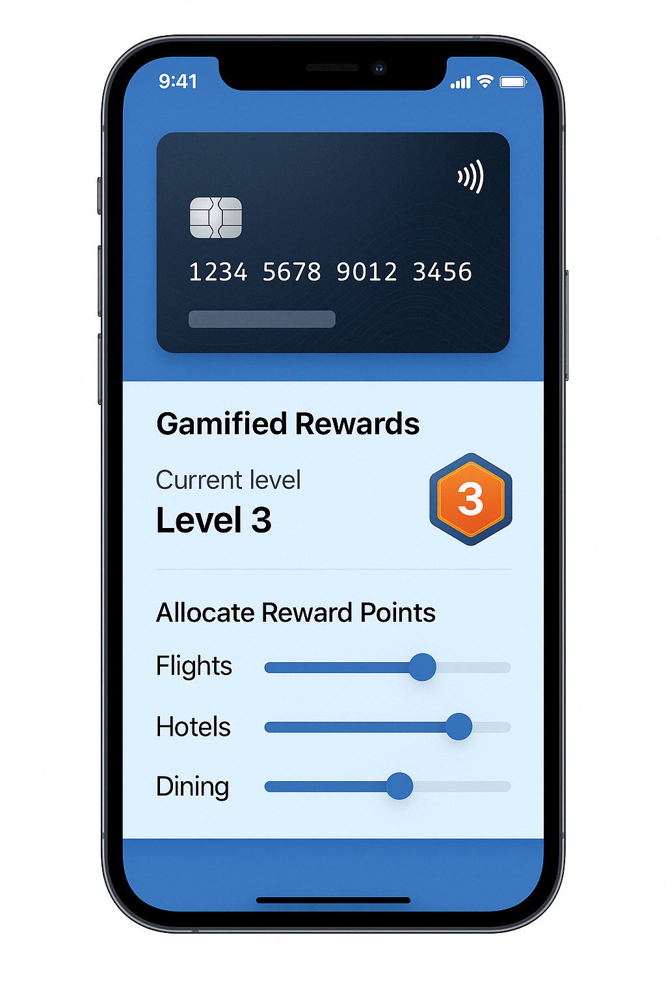 9:41
1234 5678 9012 3456
Gamified Rewards
Current level
Level 3
3
Allocate Reward Points
Flights
Hotels
Dining